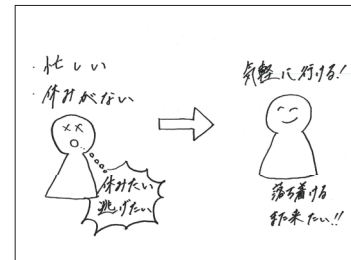 ・忙しい
・休みがない
休みたい
逃げたい
気軽に行ける!
落ち着ける
また来たい!!